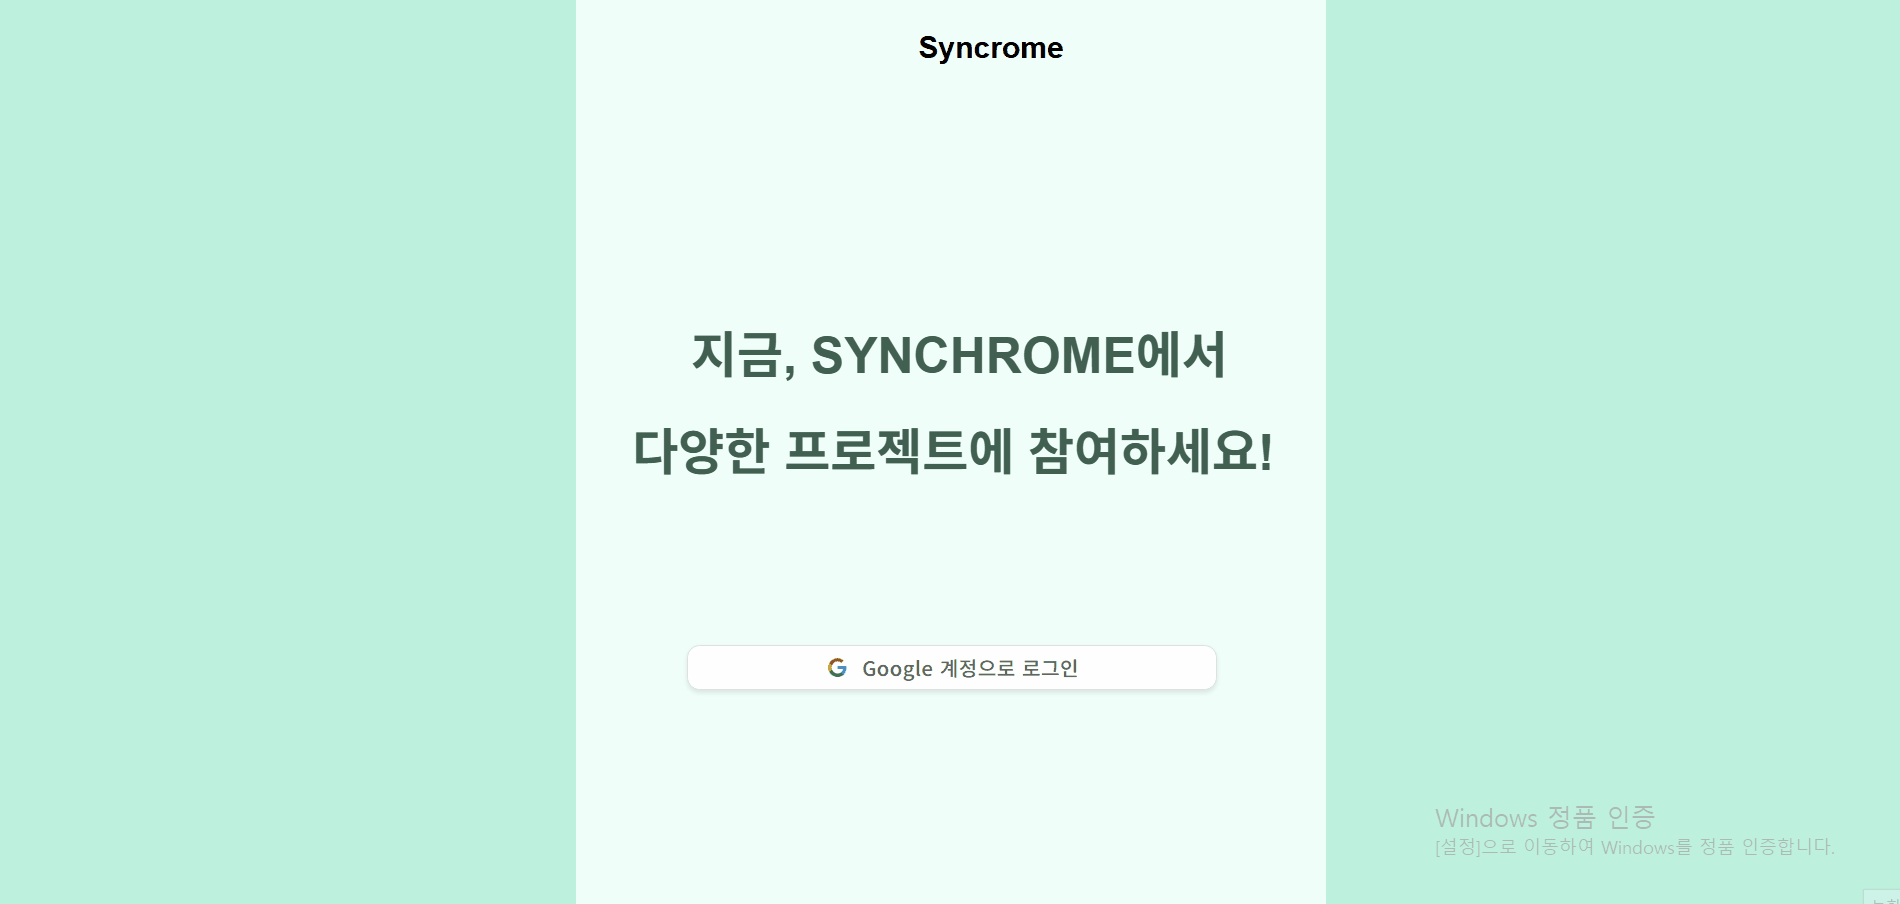 Syncrome
지금, SYNCHROME에서
다양한 프로젝트에 참여하세요!
Google 계정으로 로그인
Windows 정품 인증
[설정]으로 이동하여 Windows를 정품 인증합니다.